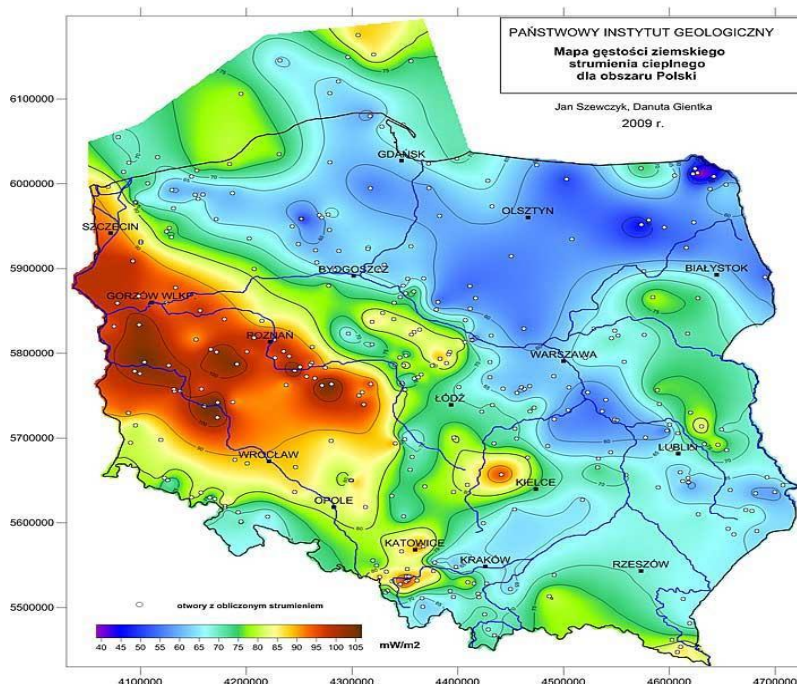 PAŃSTWOWY INSTYTUT GEOLOGICZNY
Mapa gęstości ziemskiego
strumienia cieplnego
dla obszaru Polski
Jan Szewczyk, Danuta Gientka
2009 r.
6100000
6000000
5900000
5800000
5700000
5600000
5500000
GDAŃSK
OLSZTYN
SZCZECIN
BYDGOSZCZ
BIAŁYSTOK
GORZÓW WLKP
POZNAŃ
WARSZAWA
ŁÓDŹ
LUBLIN
WROCŁAW
KIELCE
OPOLE
KATOWICE
KRAKÓW
RZESZÓW
otwory z obliczonym strumieniem
40 45 50 55 60 65 70 75 80 85 90 95 100 105
mW/m2
4100000 4200000 4300000 4400000 4500000 4600000 4700000